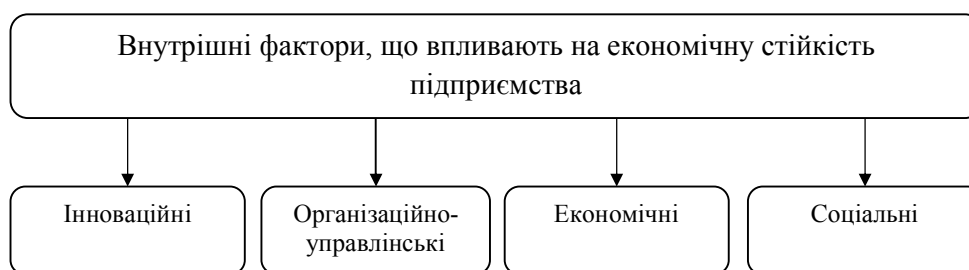 Внутрішні фактори, що впливають на економічну стійкість
підприємства
Інноваційні
Організаційно-
управлінські
Економічні
Соціальні